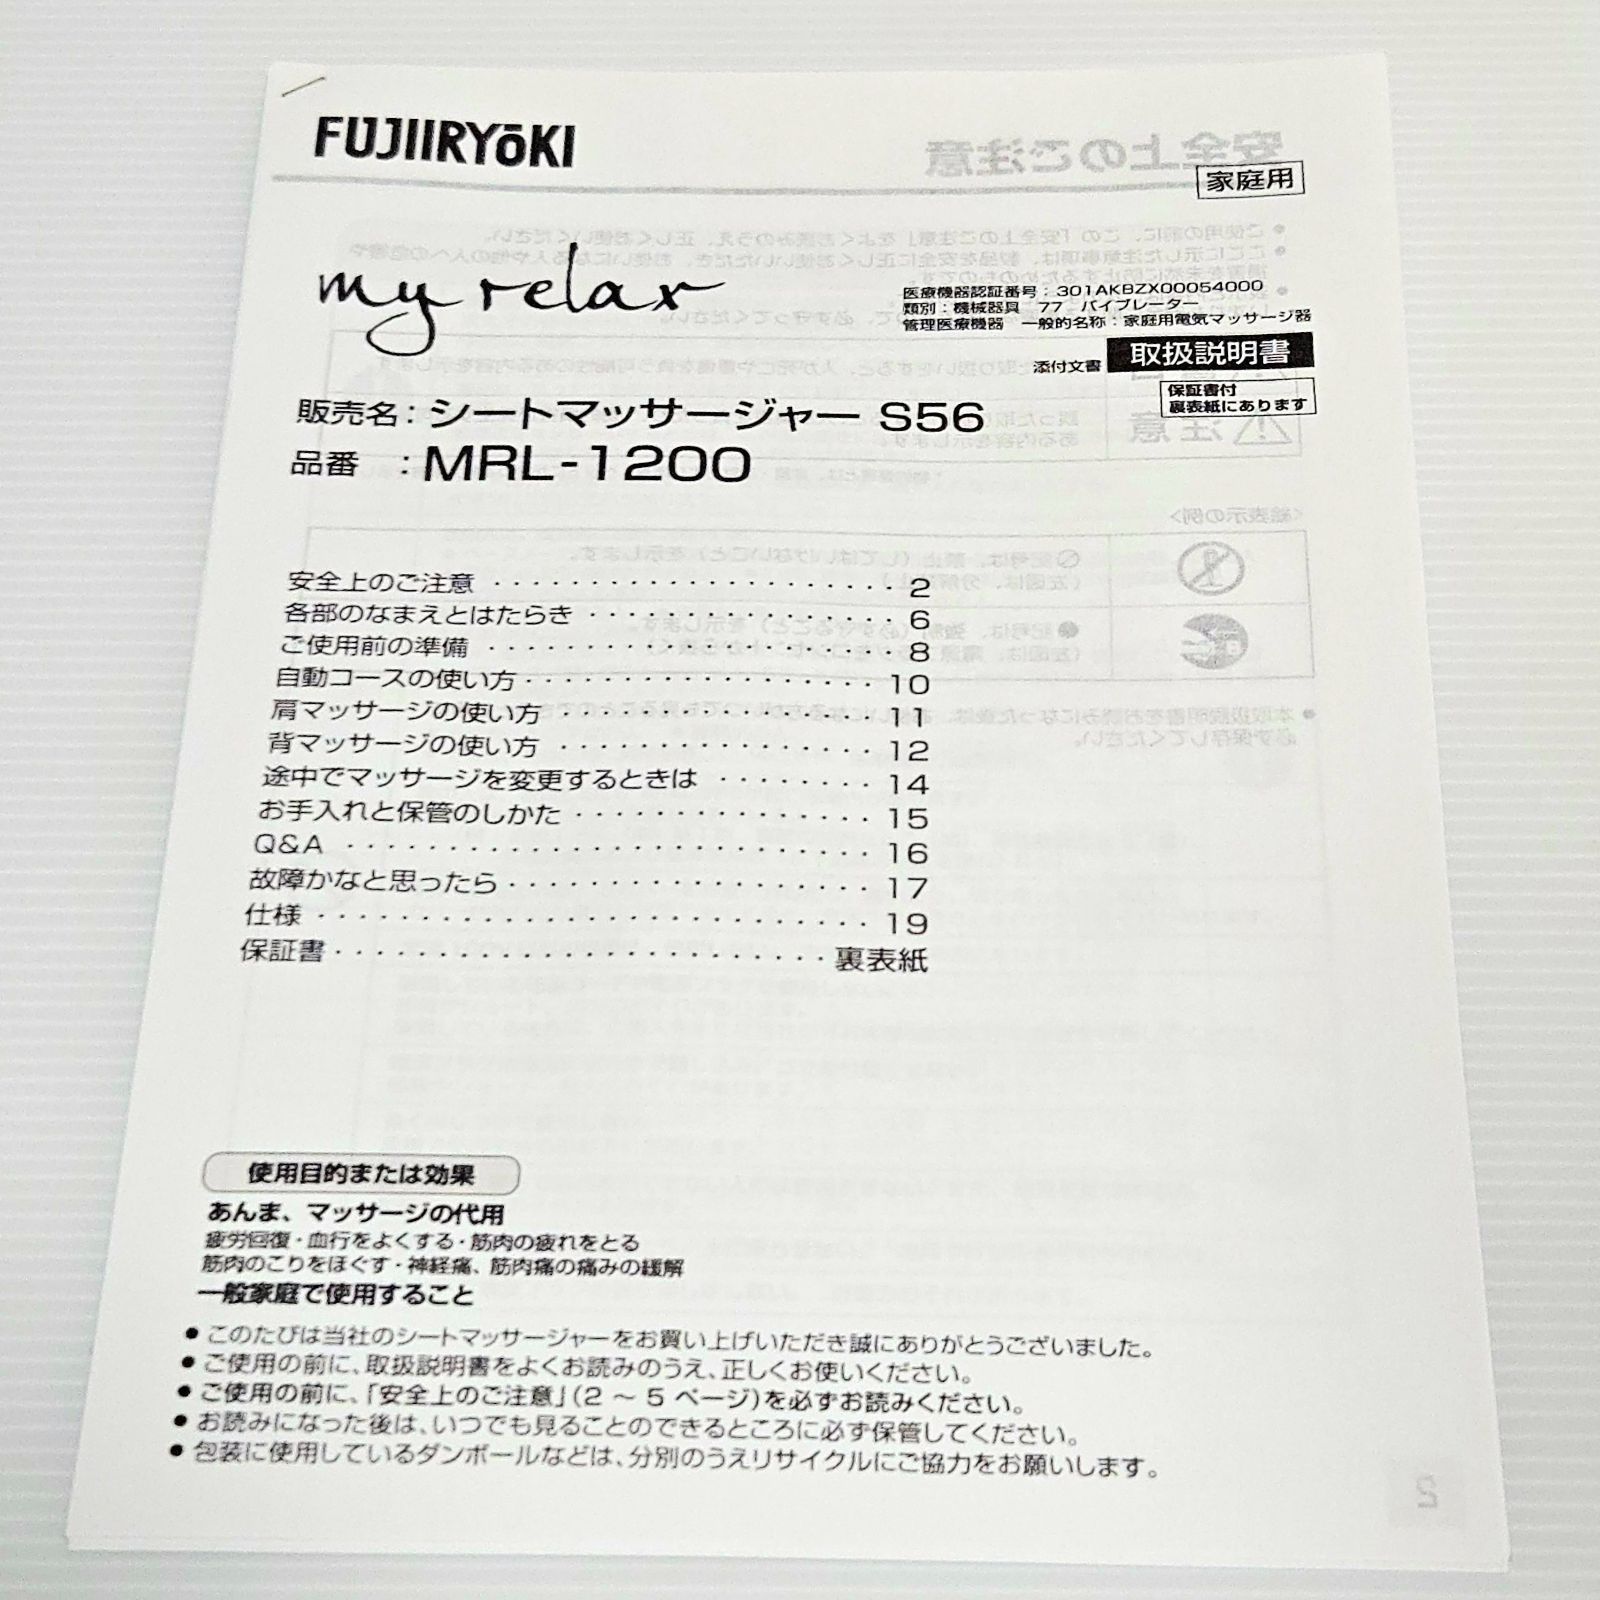 FUJIIRYōKI
家庭用
my relax
医療機器認証番号：301AKBZX00054000
類別：機械器具　77　バイブレーター
管理医療機器　一般的名称：家庭用電気マッサージ器
添付文書 取扱説明書
保証書付
裏表紙にあります
販売名：シートマッサージャー S56
品番　：MRL-1200
安全上のご注意 ・・・・・・・・・・・・・・・・・・・・ 2
各部のなまえとはたらき ・・・・・・・・・・・・・・・ 6
ご使用前の準備 ・・・・・・・・・・・・・・・・・・・・ 8
自動コースの使い方 ・・・・・・・・・・・・・・・・・・ 10
肩マッサージの使い方 ・・・・・・・・・・・・・・・・ 11
背マッサージの使い方 ・・・・・・・・・・・・・・・・ 12
途中でマッサージを変更するときは ・・・・・・・・ 14
お手入れと保管のしかた ・・・・・・・・・・・・・・・ 15
Q&A ・・・・・・・・・・・・・・・・・・・・・・・・・・ 16
故障かなと思ったら ・・・・・・・・・・・・・・・・・・ 17
仕様 ・・・・・・・・・・・・・・・・・・・・・・・・・・・ 19
保証書 ・・・・・・・・・・・・・・・・・・・・・・・・ 裏表紙
使用目的または効果
あんま、マッサージの代用
疲労回復・血行をよくする・筋肉の疲れをとる
筋肉のこりをほぐす・神経痛、筋肉痛の痛みの緩解
一般家庭で使用すること
● このたびは当社のシートマッサージャーをお買い上げいただき誠にありがとうございました。
● ご使用の前に、取扱説明書をよくお読みのうえ、正しくお使いください。
● ご使用の前に、「安全上のご注意」（2 ～ 5 ページ）を必ずお読みください。
● お読みになった後は、いつでも見ることのできるところに必ず保管してください。
● 包装に使用しているダンボールなどは、分別のうえリサイクルにご協力をお願いします。